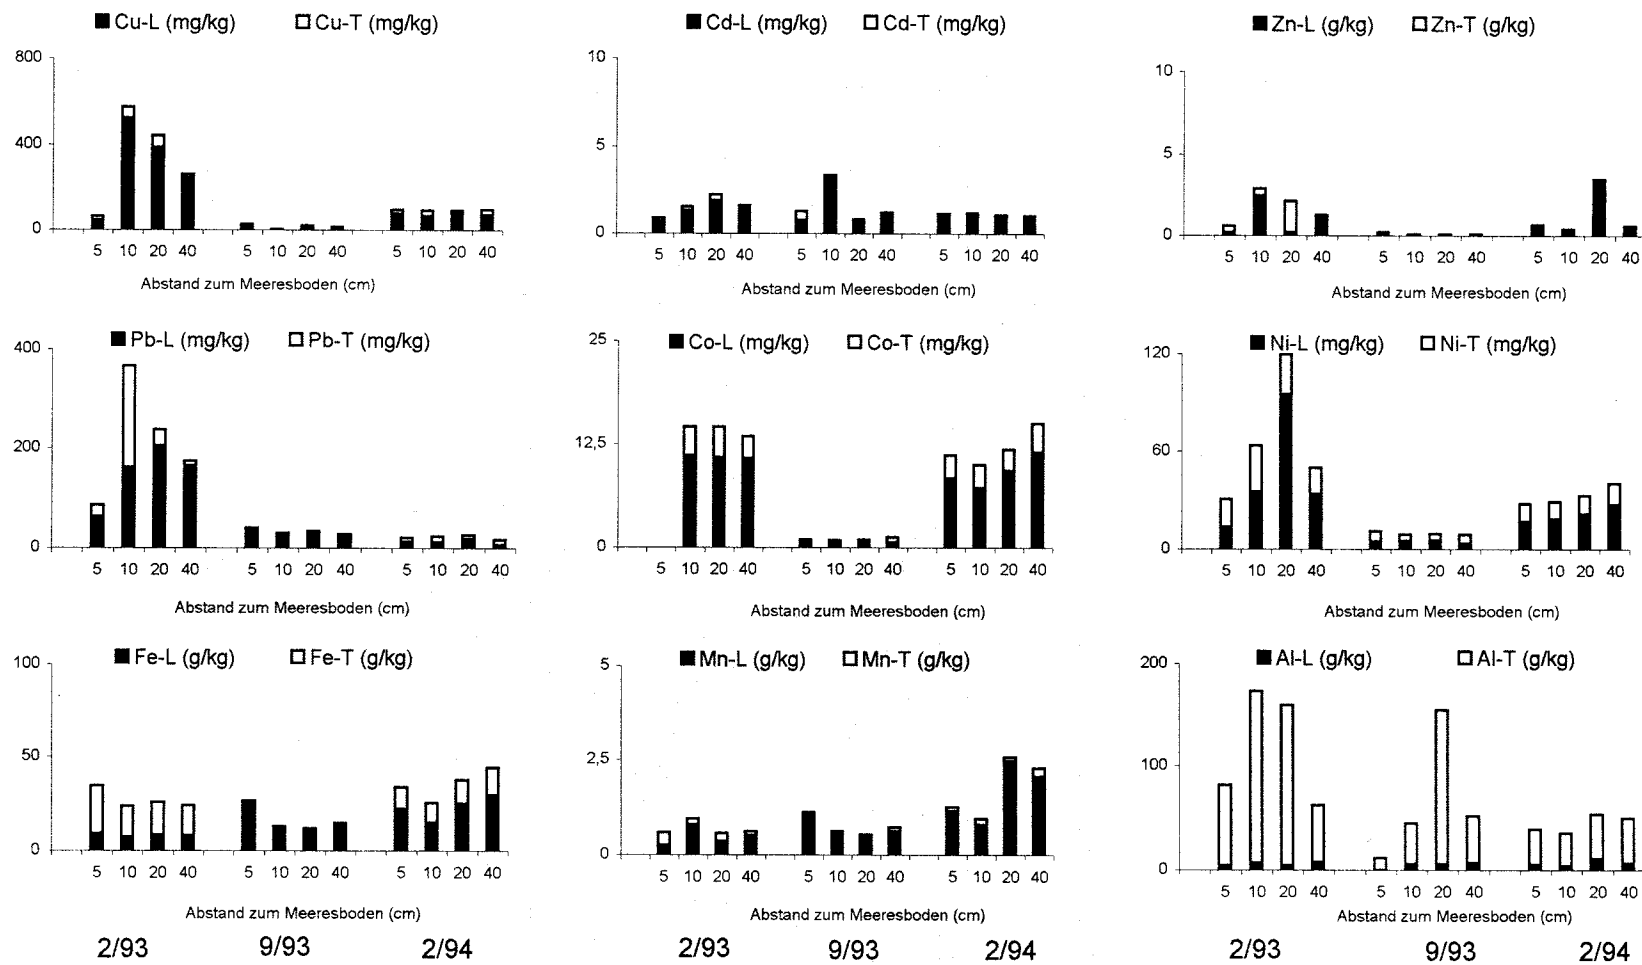 Cu-L (mg/kg) Cu-T (mg/kg)
800
400
0
5 10 20 40 5 10 20 40 5 10 20 40
Abstand zum Meeresboden (cm)
Cd-L (mg/kg) Cd-T (mg/kg)
10
5
0
5 10 20 40 5 10 20 40 5 10 20 40
Abstand zum Meeresboden (cm)
Zn-L (g/kg) Zn-T (g/kg)
10
5
0
5 10 20 40 5 10 20 40 5 10 20 40
Abstand zum Meeresboden (cm)
Pb-L (mg/kg) Pb-T (mg/kg)
400
200
0
5 10 20 40 5 10 20 40 5 10 20 40
Abstand zum Meeresboden (cm)
Co-L (mg/kg) Co-T (mg/kg)
25
12,5
0
5 10 20 40 5 10 20 40 5 10 20 40
Abstand zum Meeresboden (cm)
Ni-L (mg/kg) Ni-T (mg/kg)
120
60
0
5 10 20 40 5 10 20 40 5 10 20 40
Abstand zum Meeresboden (cm)
Fe-L (g/kg) Fe-T (g/kg)
100
50
0
5 10 20 40 5 10 20 40 5 10 20 40
Abstand zum Meeresboden (cm)
2/93 9/93 2/94
Mn-L (g/kg) Mn-T (g/kg)
5
2,5
0
5 10 20 40 5 10 20 40 5 10 20 40
Abstand zum Meeresboden (cm)
2/93 9/93 2/94
Al-L (g/kg) Al-T (g/kg)
200
100
0
5 10 20 40 5 10 20 40 5 10 20 40
Abstand zum Meeresboden (cm)
2/93 9/93 2/94